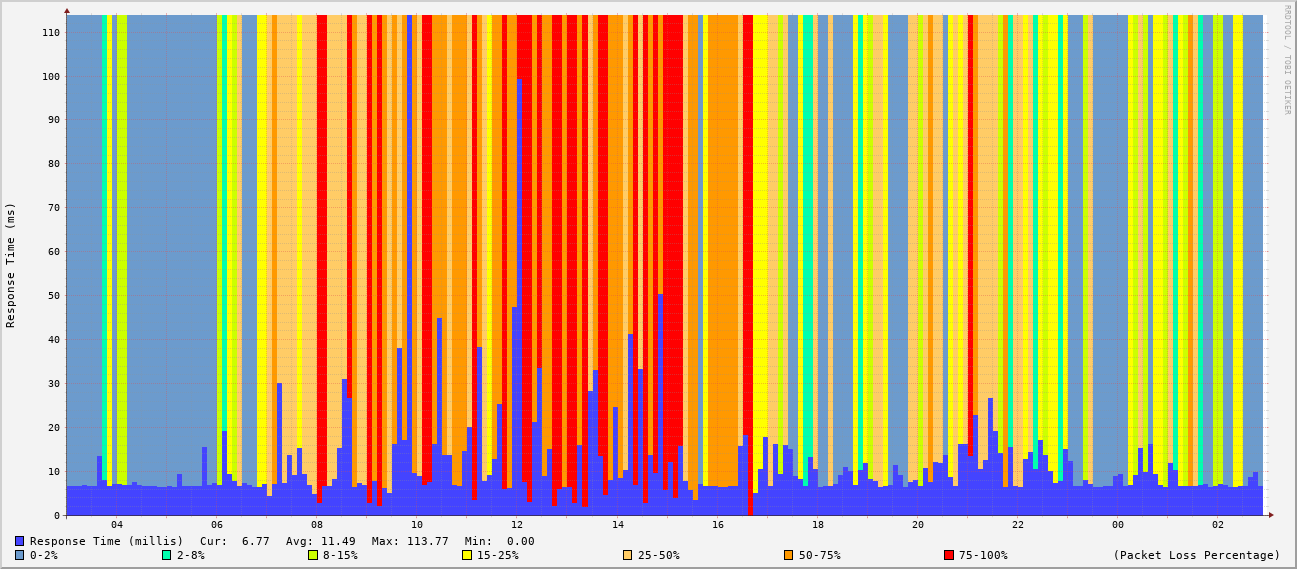 RRDTOOL / TOBI OETIKER
Response Time (ms)
110
100
90
80
70
60
50
40
30
20
10
0
04 06 08 10 12 14 16 18 20 22 00 02
Response Time (millis) Cur: 6.77 Avg: 11.49 Max: 113.77 Min: 0.00
0-2% 2-8% 8-15% 15-25% 25-50% 50-75% 75-100% (Packet Loss Percentage)